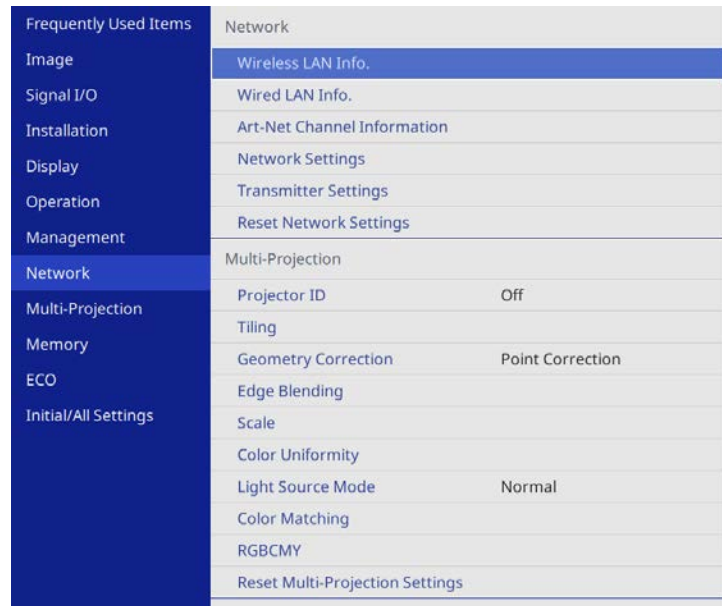 Frequently Used Items
Image
Signal I/O
Installation
Display
Operation
Management
Network
Multi-Projection
Memory
ECO
Initial/All Settings
Network
Wireless LAN Info.
Wired LAN Info.
Art-Net Channel Information
Network Settings
Transmitter Settings
Reset Network Settings
Multi-Projection
Projector ID Off
Tiling
Geometry Correction Point Correction
Edge Blending
Scale
Color Uniformity
Light Source Mode Normal
Color Matching
RGBCMY
Reset Multi-Projection Settings